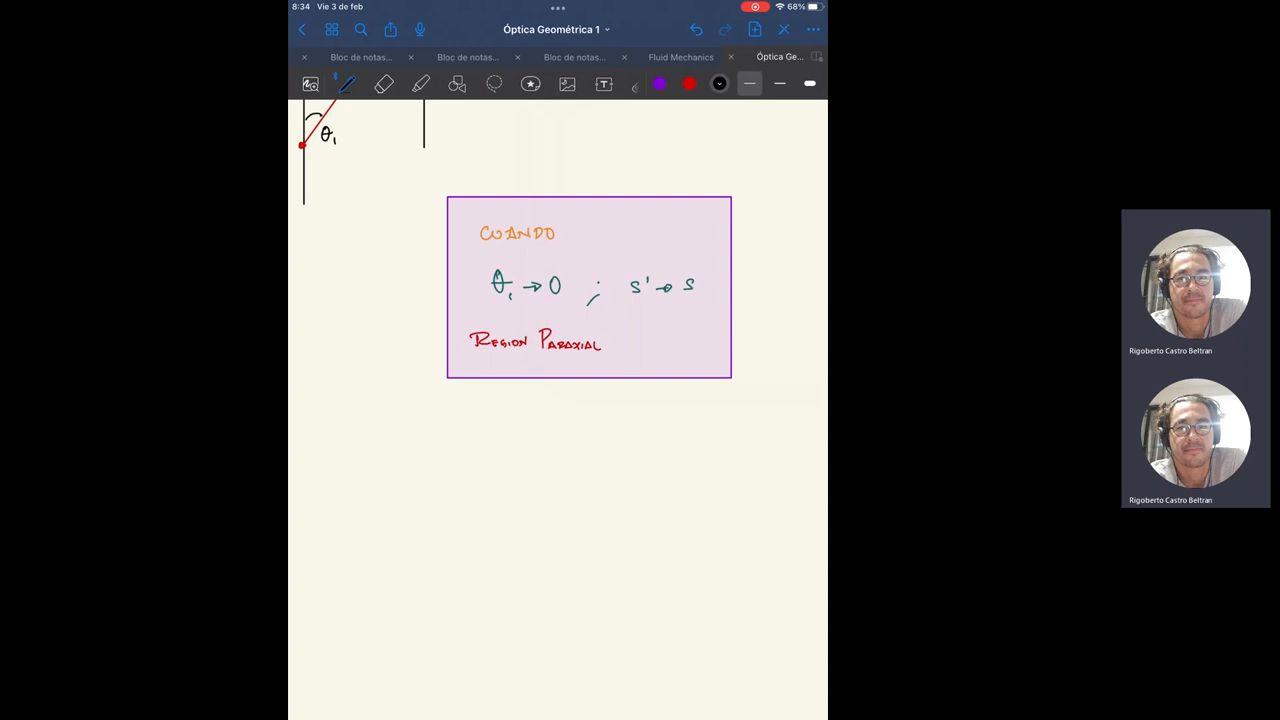 8:34 Vie 3 de feb
68%
Óptica Geométrica 1
Bloc de notas...
Bloc de notas...
Bloc de notas...
Fluid Mechanics
Óptica Ge...
T
θ₁
CUANDO
θ₁ → 0 ; s' → s
REGION PARAXIAL
Rigoberto Castro Beltran
Rigoberto Castro Beltran